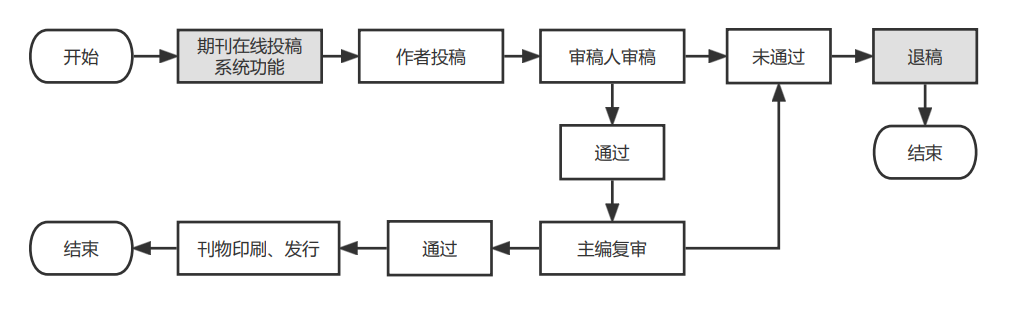 开始
期刊在线投稿
系统功能
作者投稿
审稿人审稿
未通过
退稿
通过
结束
结束
刊物印刷、发行
通过
主编复审